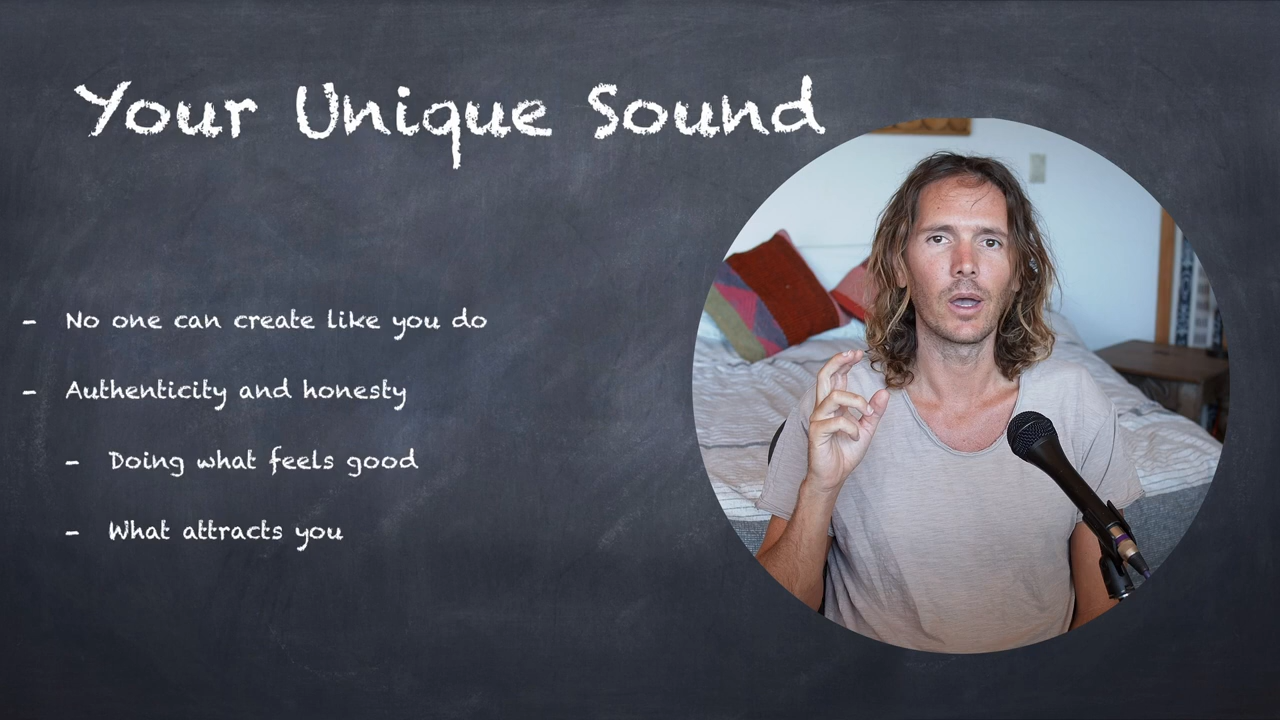 Your Unique Sound
- No one can create like you do
- Authenticity and honesty
- Doing what feels good
- What attracts you